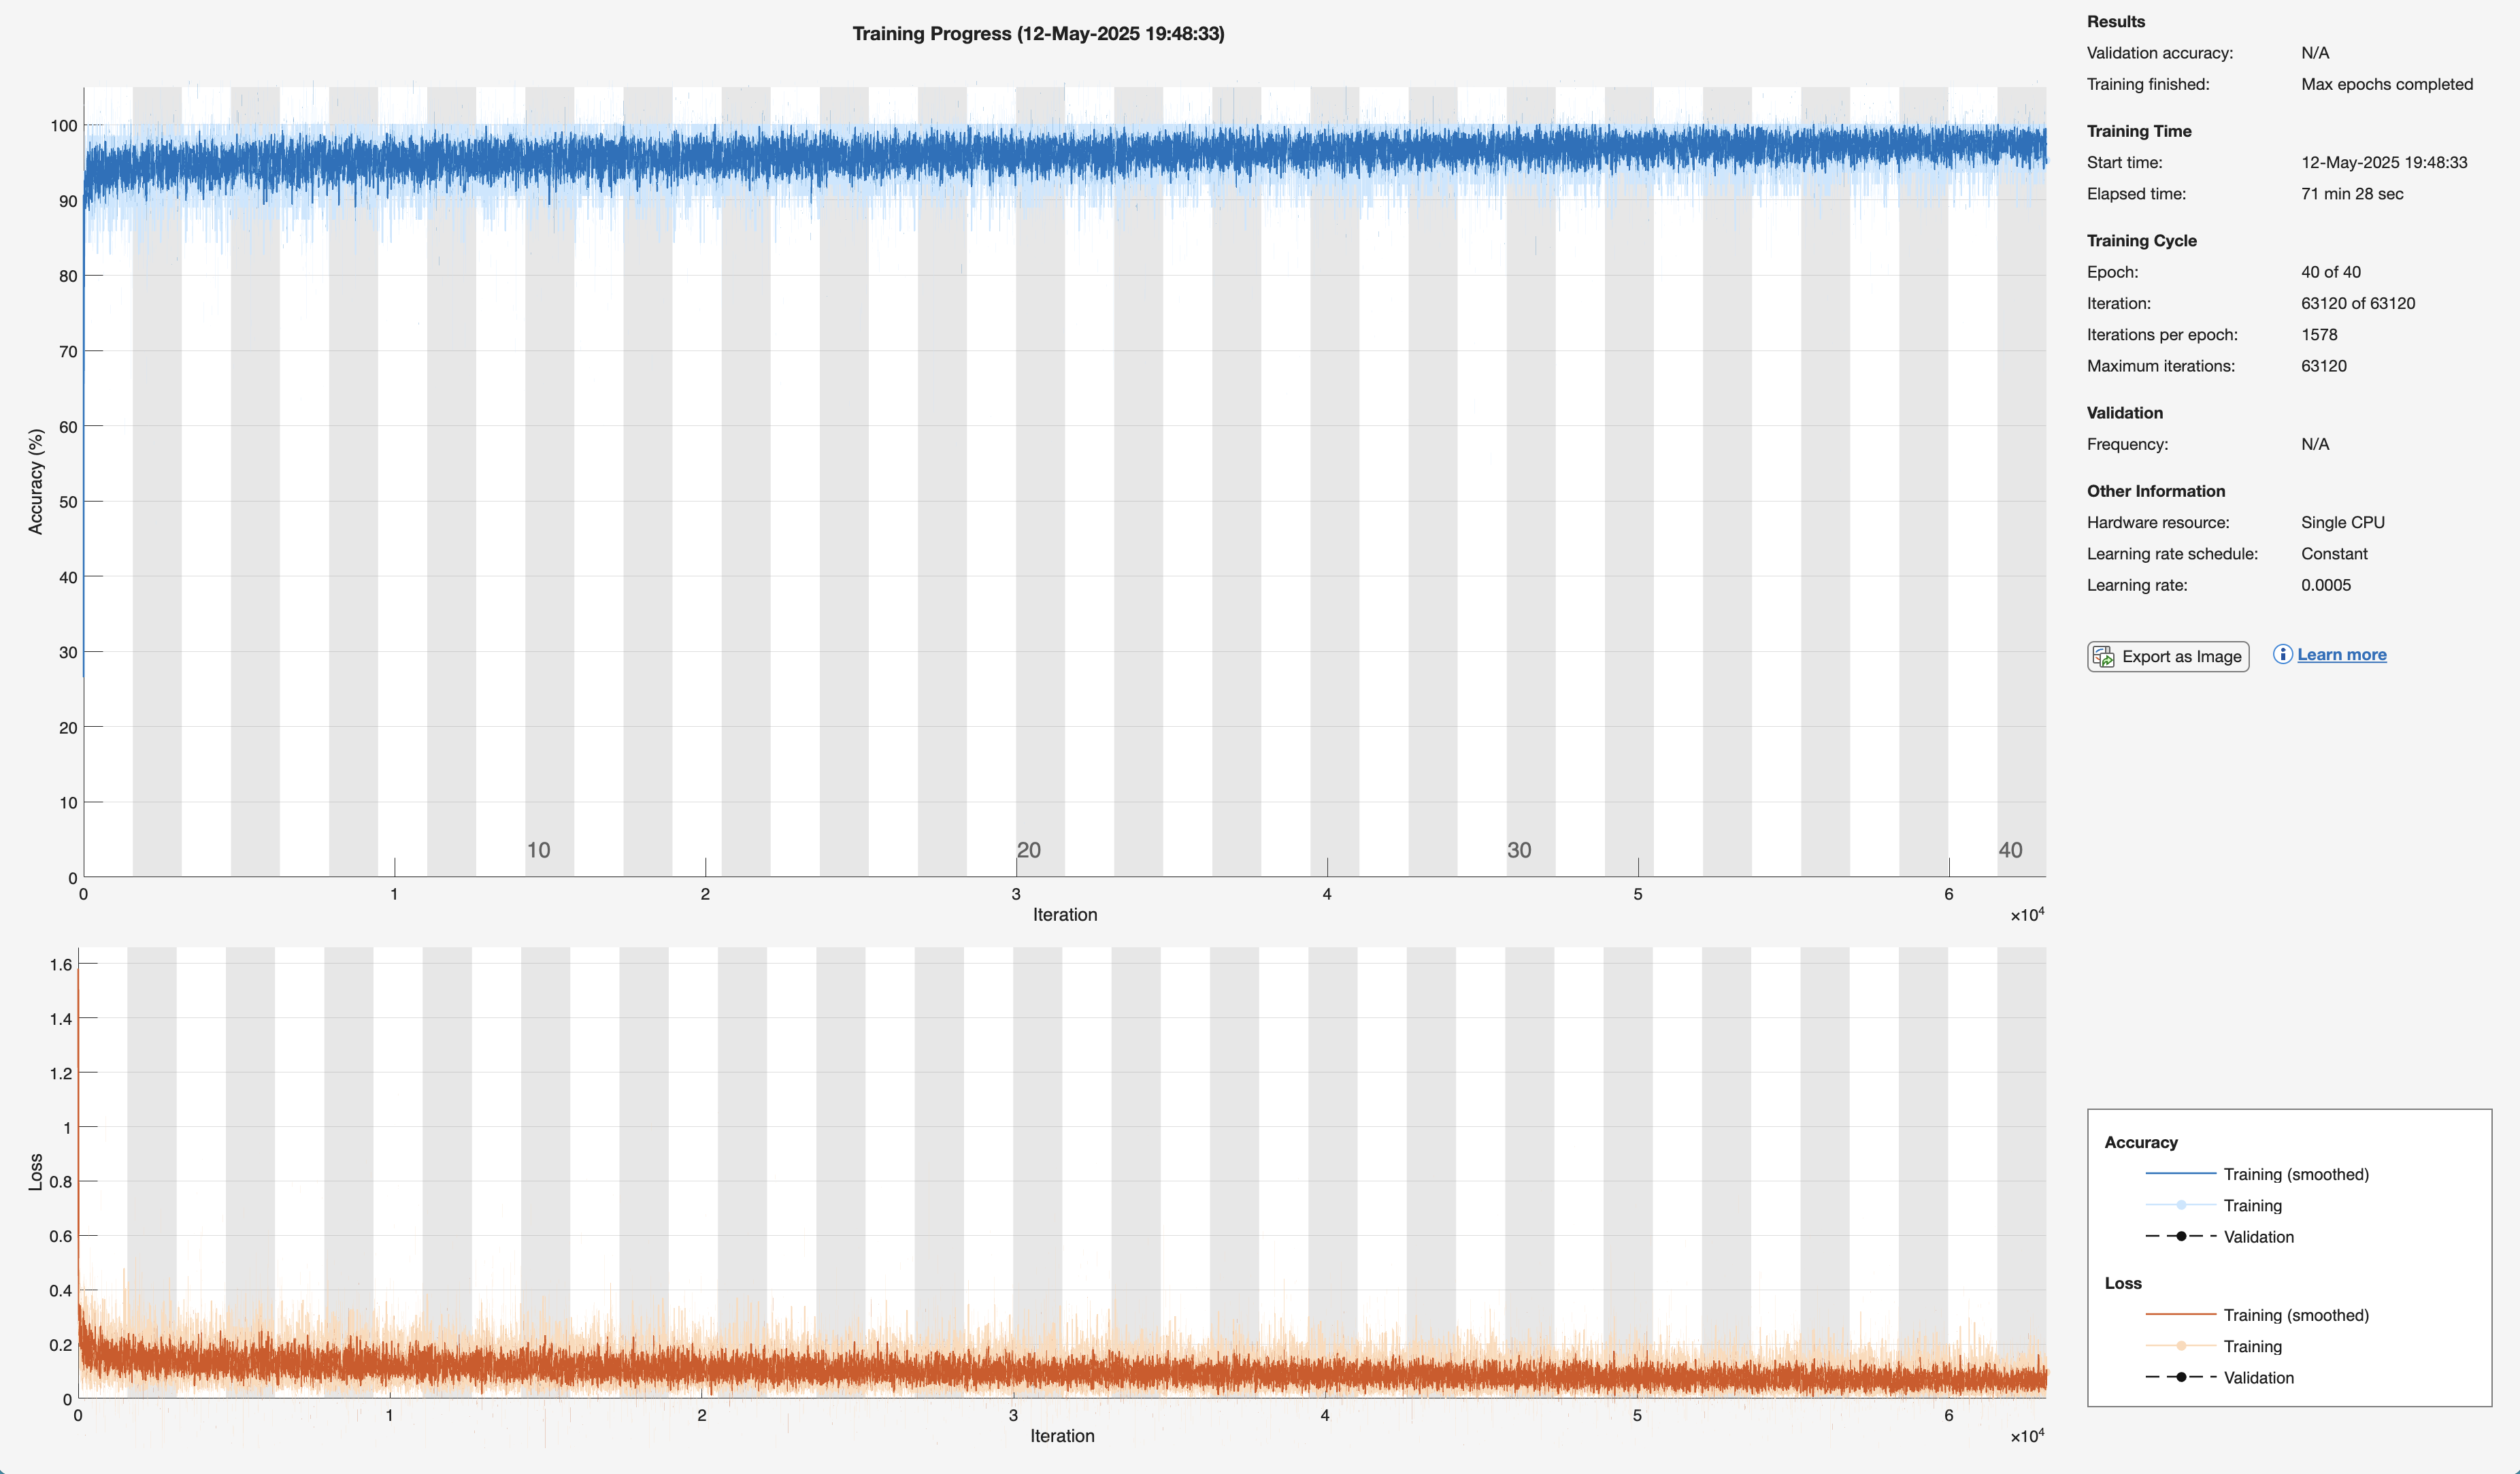 Training Progress (12-May-2025 19:48:33)
Accuracy (%)
100
90
80
70
60
50
40
30
20
10
0
10 20 30 40
0 1 2 3 4 5 6
Iteration
×10⁴
Loss
1.6
1.4
1.2
1
0.8
0.6
0.4
0.2
0
0 1 2 3 4 5 6
Iteration
×10⁴
Results
Validation accuracy: N/A
Training finished: Max epochs completed
Training Time
Start time: 12-May-2025 19:48:33
Elapsed time: 71 min 28 sec
Training Cycle
Epoch: 40 of 40
Iteration: 63120 of 63120
Iterations per epoch: 1578
Maximum iterations: 63120
Validation
Frequency: N/A
Other Information
Hardware resource: Single CPU
Learning rate schedule: Constant
Learning rate: 0.0005
Export as Image Learn more
Accuracy
Training (smoothed)
Training
Validation
Loss
Training (smoothed)
Training
Validation